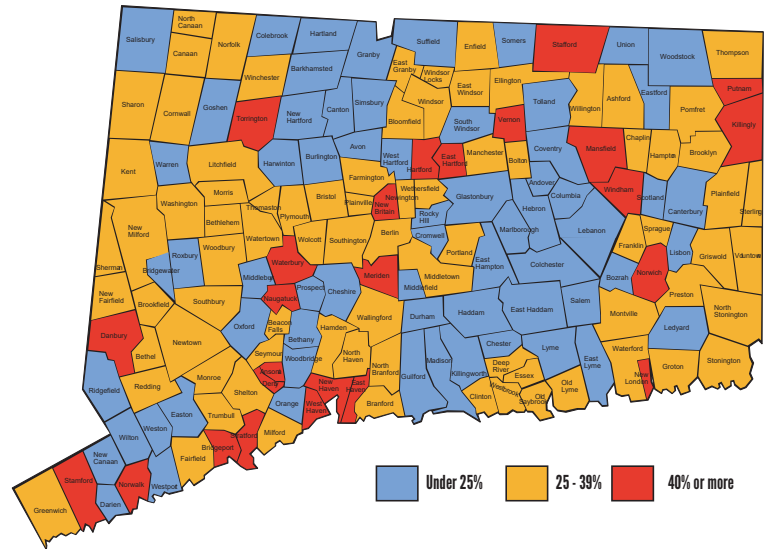 Salisbury
North
Canaan
Canaan
Norfolk
Colebrook
Hartland
Granby
Suffield
Enfield
Somers
Stafford
Union
Woodstock
Thompson
Winchester
Barkhamsted
East
Granby
Windsor
Locks
East
Windsor
Ellington
Tolland
Willington
Ashford
Eastford
Pomfret
Putnam
Killingly
Sharon
Cornwall
Goshen
Torrington
New
Hartford
Canton
Simsbury
Bloomfield
Windsor
South
Windsor
Vernon
Kent
Warren
Litchfield
Harwinton
Burlington
Avon
West
Hartford
Hartford
East
Hartford
Manchester
Bolton
Coventry
Mansfield
Chaplin
Hampton
Brooklyn
Washington
Morris
Bethlehem
Thomaston
Plymouth
Bristol
Farmington
Plainville
New
Britain
Newington
Wethersfield
Rocky
Hill
Glastonbury
Andover
Columbia
Hebron
Windham
Scotland
Canterbury
Plainfield
Sterling
New
Milford
Woodbury
Watertown
Wolcott
Southington
Berlin
Cromwell
Portland
East
Hampton
Marlborough
Lebanon
Franklin
Sprague
Lisbon
Griswold
Voluntown
Sherman
Bridgewater
Roxbury
Southbury
Middlebury
Waterbury
Naugatuck
Prospect
Cheshire
Meriden
Middletown
Middlefield
Colchester
Bozrah
Norwich
Preston
North
Stonington
New
Fairfield
Brookfield
Oxford
Beacon
Falls
Bethany
Hamden
Wallingford
Durham
Haddam
East Haddam
Salem
Montville
Ledyard
Danbury
Bethel
Newtown
Seymour
Woodbridge
North
Haven
North
Branford
Guilford
Madison
Killingworth
Chester
Deep
River
Essex
Lyme
East
Lyme
Waterford
New
London
Groton
Stonington
Ridgefield
Redding
Monroe
Shelton
Derby
Orange
New
Haven
East
Haven
West
Haven
Branford
Clinton
Westbrook
Old
Saybrook
Old
Lyme
Wilton
Weston
Easton
Trumbull
Milford
Stratford
Bridgeport
Fairfield
New
Canaan
Westport
Greenwich
Stamford
Darien
Norwalk
Under 25%
25 - 39%
40% or more